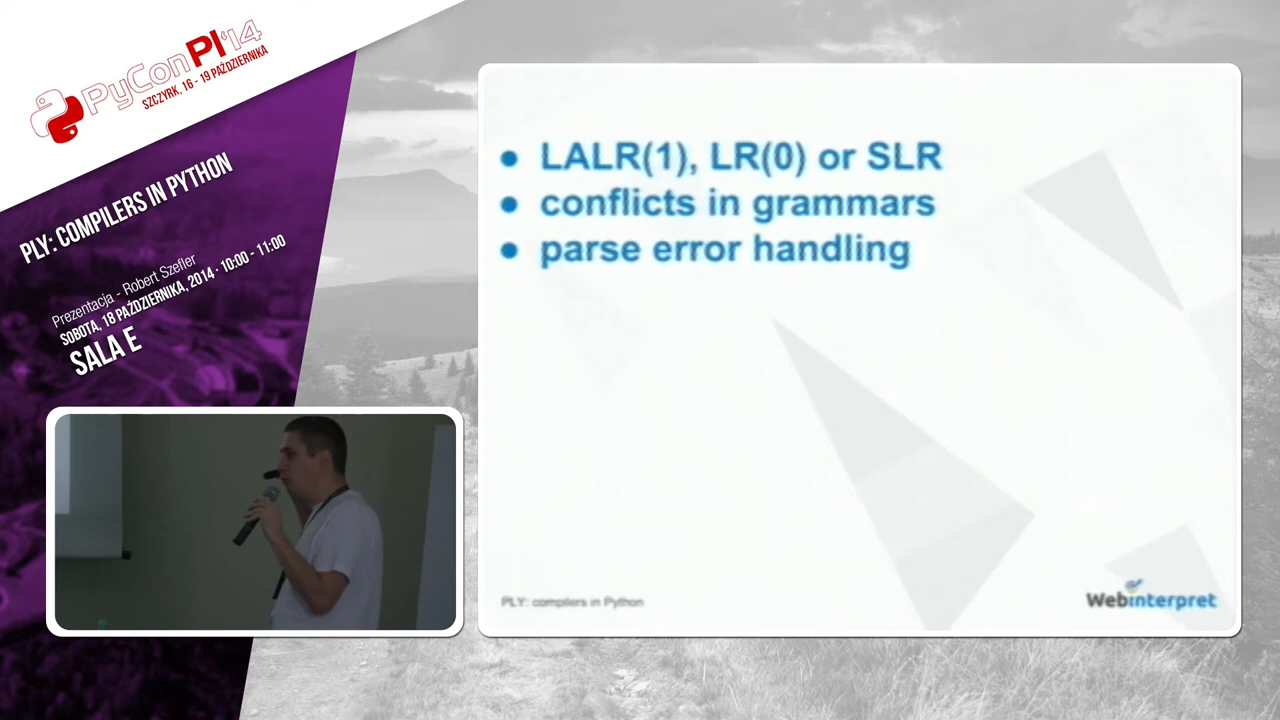 PyConPl'14
SZCZYRK, 16 - 19 PAŹDZIERNIKA
PLY: COMPILERS IN PYTHON
Prezentacja - Robert Szefler
SOBOTA, 18 PAŹDZIERNIKA, 2014 · 10:00 - 11:00
SALA E
● LALR(1), LR(0) or SLR
● conflicts in grammars
● parse error handling
PLY: compilers in Python
Webinterpret